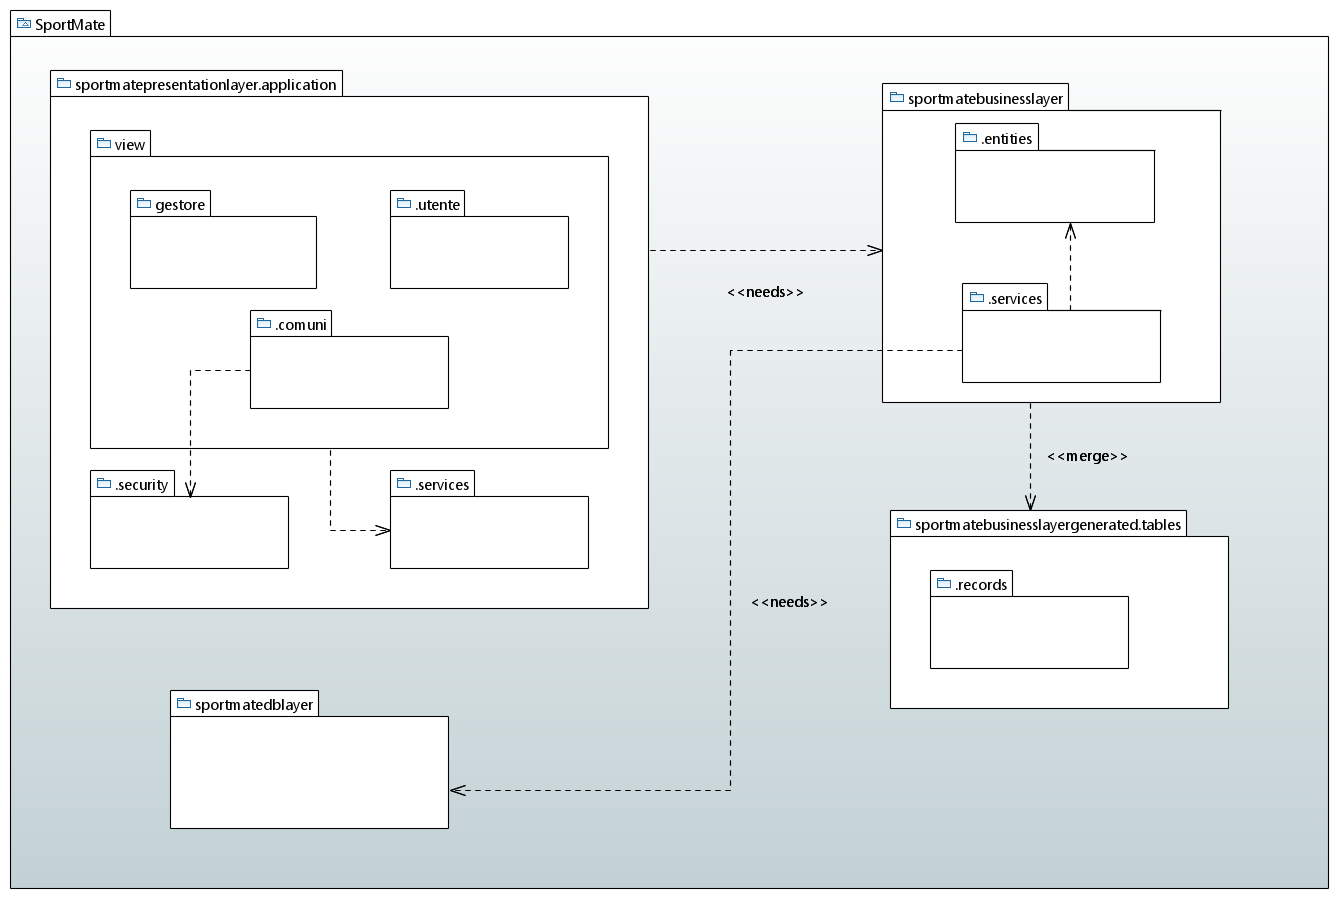 SportMate
sportmatepresentationlayer.application
sportmatebusinesslayer
view
.entities
gestore
.utente
<<needs>>
.services
.comuni
<<merge>>
.security
.services
sportmatebusinesslayergenerated.tables
.records
<<needs>>
sportmatedblayer